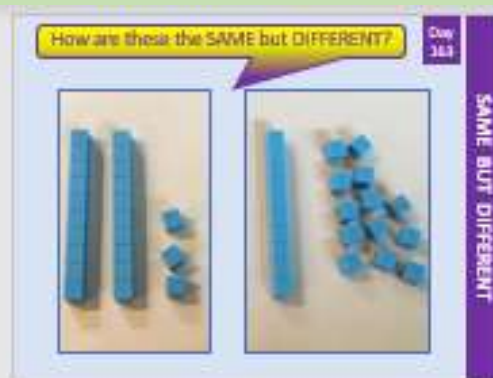 How are these the SAME but DIFFERENT?
Day
163
SAME BUT DIFFERENT